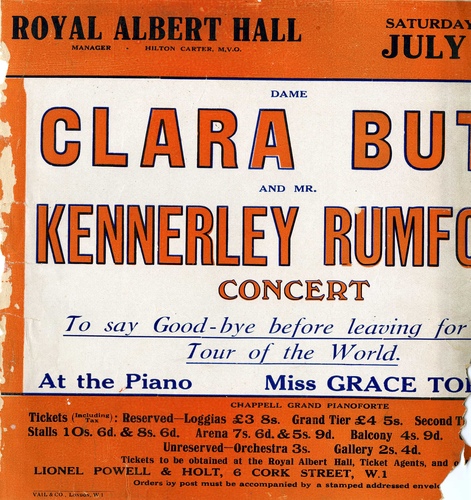 ROYAL ALBERT HALL
SATURDAY
MANAGER · HILTON CARTER, M.V.O.
JULY
DAME
CLARA BUT
AND MR.
KENNERLEY RUMFO
CONCERT
To say Good-bye before leaving for
Tour of the World.
At the Piano Miss GRACE TO
CHAPPELL GRAND PIANOFORTE
Tickets (Including Tax): Reserved—Loggias £3 8s. Grand Tier £4 5s. Second T
Stalls 10s. 6d. & 8s. 6d. Arena 7s. 6d. & 5s. 9d. Balcony 4s. 9d.
Unreserved—Orchestra 3s. Gallery 2s. 4d.
Tickets to be obtained at the Royal Albert Hall, Ticket Agents, and o
LIONEL POWELL & HOLT, 6 CORK STREET, W.1
Orders by post must be accompanied by a stamped addressed envel
VAIL & CO., LONDON, W.1